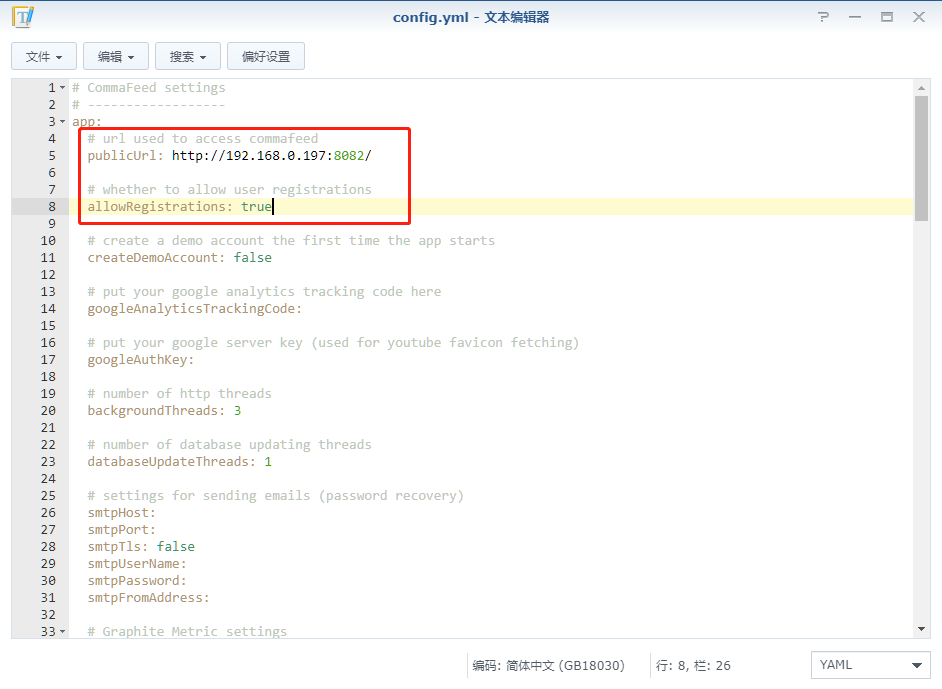 config.yml - 文本编辑器
文件 编辑 搜索 偏好设置
1 # CommaFeed settings
2 # ------------------
3 app:
4 # url used to access commafeed
5 publicUrl: http://192.168.0.197:8082/
6
7 # whether to allow user registrations
8 allowRegistrations: true
9
10 # create a demo account the first time the app starts
11 createDemoAccount: false
12
13 # put your google analytics tracking code here
14 googleAnalyticsTrackingCode:
15
16 # put your google server key (used for youtube favicon fetching)
17 googleAuthKey:
18
19 # number of http threads
20 backgroundThreads: 3
21
22 # number of database updating threads
23 databaseUpdateThreads: 1
24
25 # settings for sending emails (password recovery)
26 smtpHost:
27 smtpPort:
28 smtpTls: false
29 smtpUserName:
30 smtpPassword:
31 smtpFromAddress:
32
33 # Graphite Metric settings
编码: 简体中文 (GB18030) 行: 8, 栏: 26 YAML